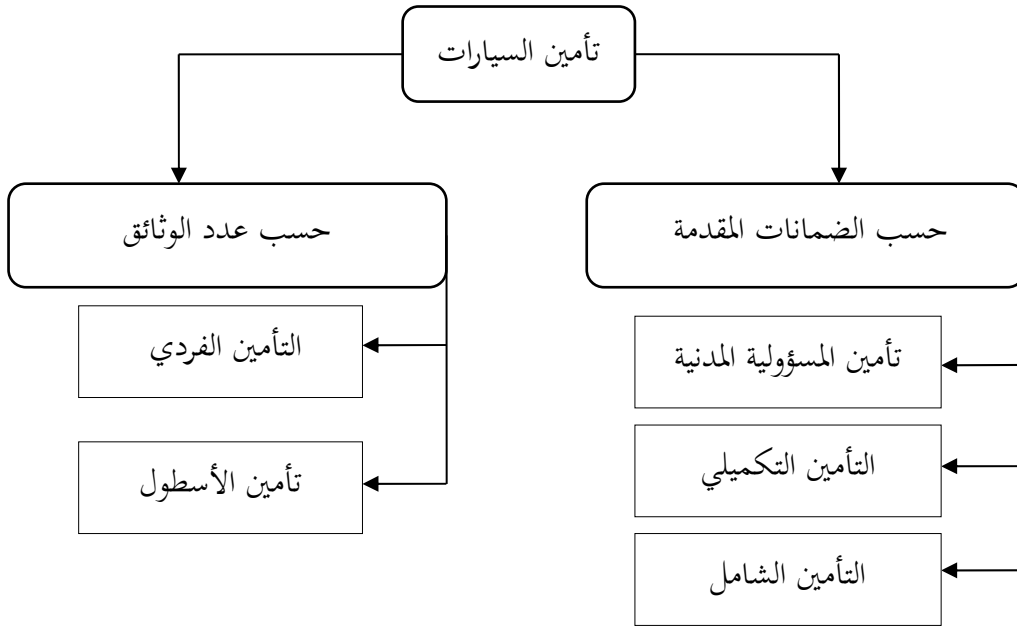 تأمين السيارات
حسب الضمانات المقدمة
حسب عدد الوثائق
تأمين المسؤولية المدنية
التأمين التكميلي
التأمين الشامل
التأمين الفردي
تأمين الأسطول